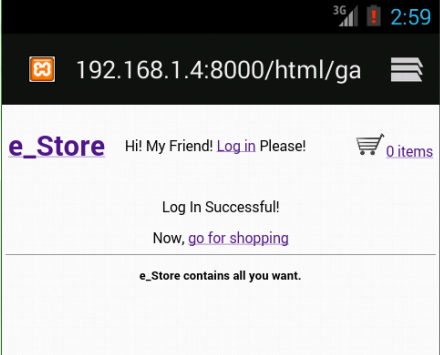 3G 2:59
192.168.1.4:8000/html/ga
e_Store Hi! My Friend! Log in Please! 0 items
Log In Successful!
Now, go for shopping
e_Store contains all you want.